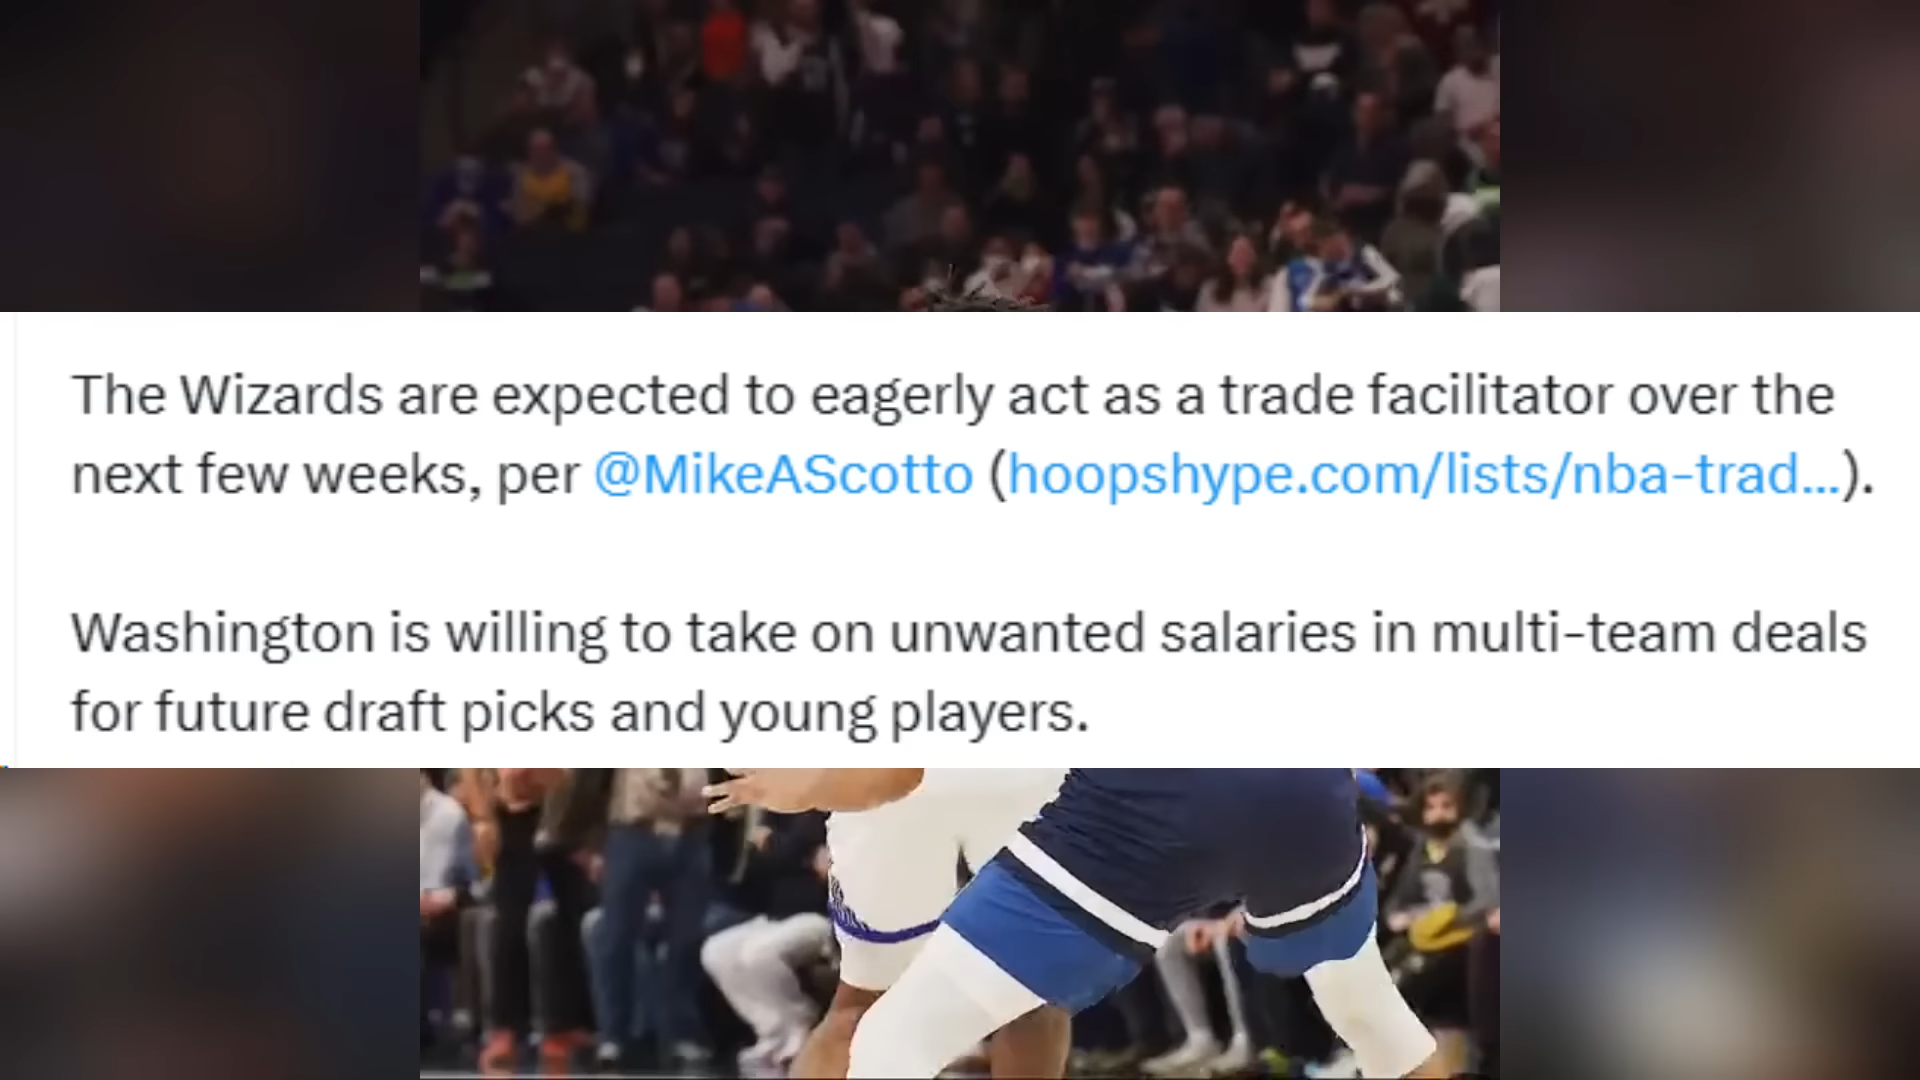 The Wizards are expected to eagerly act as a trade facilitator over the
next few weeks, per @MikeAScotto (hoopshype.com/lists/nba-trad...).
Washington is willing to take on unwanted salaries in multi-team deals
for future draft picks and young players.